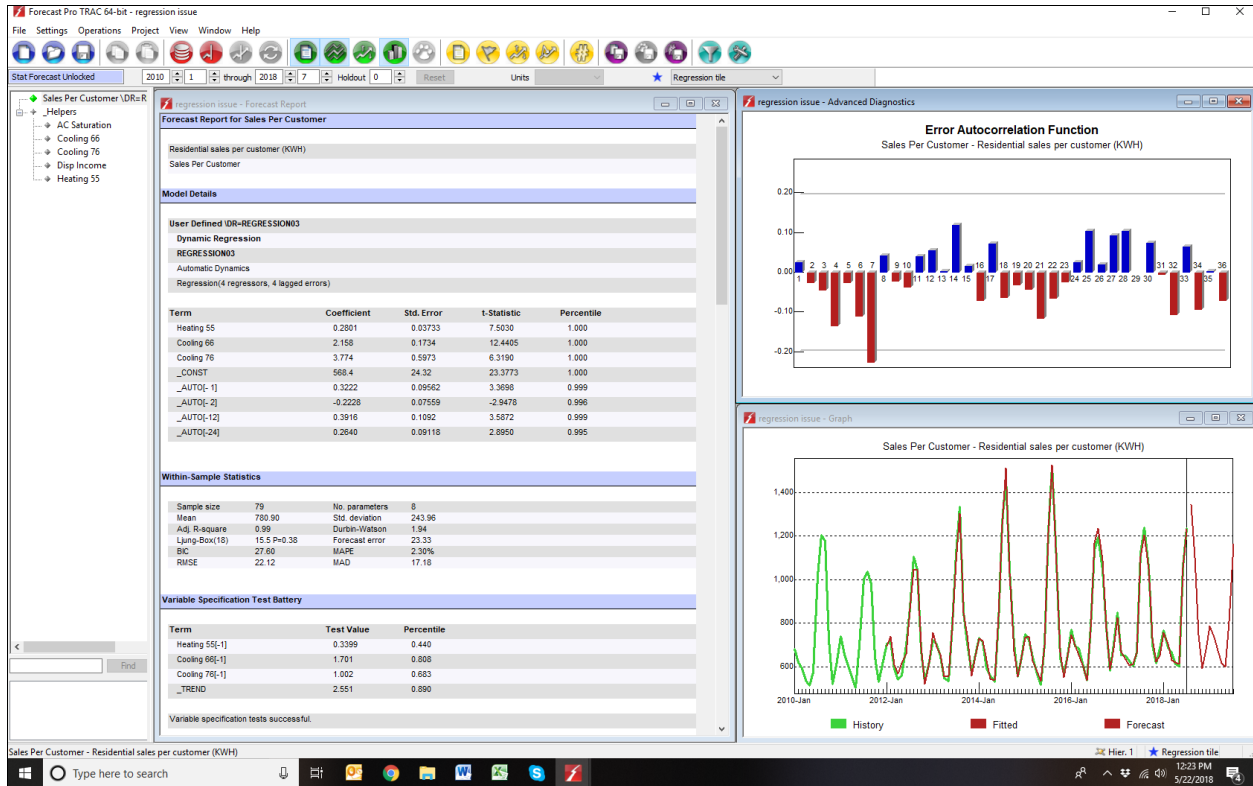 Forecast Pro TRAC 64-bit - regression issue
File Settings Operations Project View Window Help
Stat Forecast Unlocked 2010 1 through 2018 7 Holdout 0 Reset Units Regression tile
Sales Per Customer \DR=R
_Helpers
AC Saturation
Cooling 66
Cooling 76
Disp Income
Heating 55
Find
regression issue - Forecast Report
Forecast Report for Sales Per Customer
Residential sales per customer (KWH)
Sales Per Customer
Model Details
User Defined \DR=REGRESSION03
Dynamic Regression
REGRESSION03
Automatic Dynamics
Regression(4 regressors, 4 lagged errors)
Term Coefficient Std. Error t-Statistic Percentile
Heating 55 0.2801 0.03733 7.5030 1.000
Cooling 66 2.158 0.1734 12.4405 1.000
Cooling 76 3.774 0.5973 6.3190 1.000
_CONST 568.4 24.32 23.3773 1.000
_AUTO[- 1] 0.3222 0.09562 3.3698 0.999
_AUTO[- 2] -0.2228 0.07559 -2.9478 0.996
_AUTO[-12] 0.3916 0.1092 3.5872 0.999
_AUTO[-24] 0.2640 0.09118 2.8950 0.995
Within-Sample Statistics
Sample size 79 No. parameters 8
Mean 780.90 Std. deviation 243.96
Adj. R-square 0.99 Durbin-Watson 1.94
Ljung-Box(18) 15.5 P=0.38 Forecast error 23.33
BIC 27.60 MAPE 2.30%
RMSE 22.12 MAD 17.18
Variable Specification Test Battery
Term Test Value Percentile
Heating 55[-1] 0.3399 0.440
Cooling 66[-1] 1.701 0.808
Cooling 76[-1] 1.002 0.683
_TREND 2.551 0.890
Variable specification tests successful.
regression issue - Advanced Diagnostics
Error Autocorrelation Function
Sales Per Customer - Residential sales per customer (KWH)
0.20
0.10
0.00
-0.10
-0.20
1 2 3 4 5 6 7 8 9 10 11 12 13 14 15 16 17 18 19 20 21 22 23 24 25 26 27 28 29 30 31 32 33 34 35 36
regression issue - Graph
Sales Per Customer - Residential sales per customer (KWH)
1,400
1,200
1,000
800
600
2010-Jan 2012-Jan 2014-Jan 2016-Jan 2018-Jan
History Fitted Forecast
Sales Per Customer - Residential sales per customer (KWH) Hier. 1 Regression tile
Type here to search
12:23 PM
5/22/2018
4